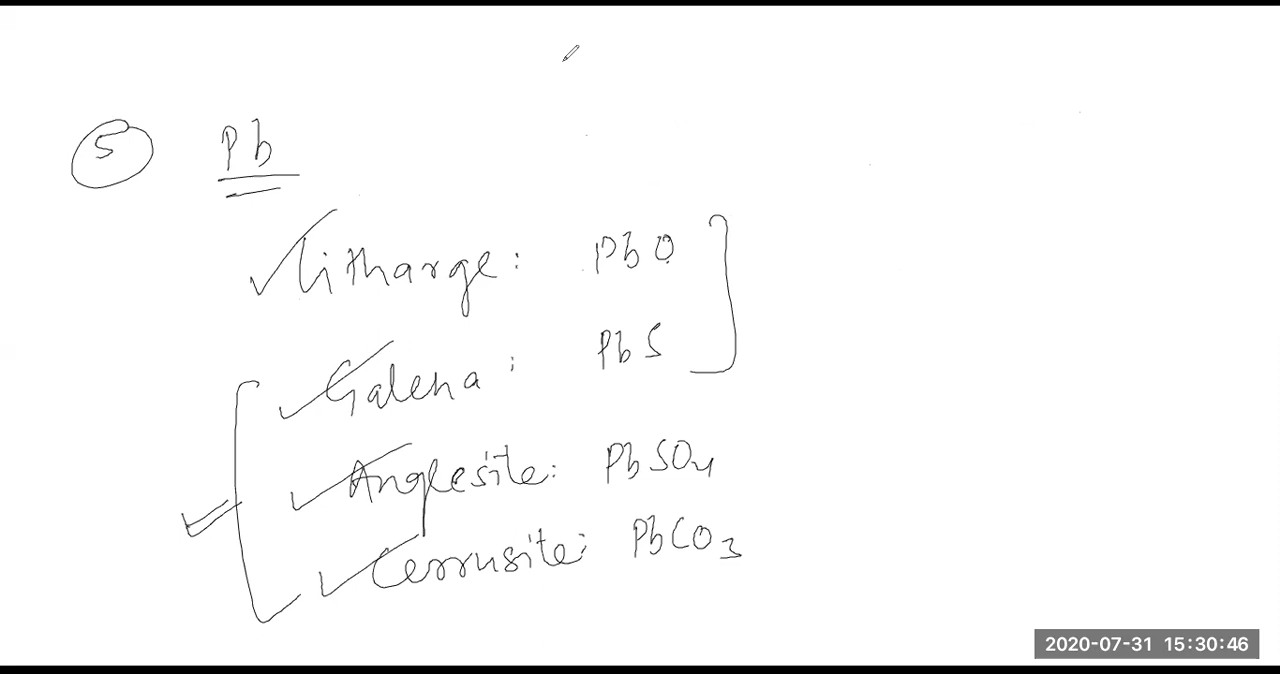 5 Pb
Litharge: PbO
Galena: PbS
Anglesite: PbSO4
Cerrusite: PbCO3
2020-07-31 15:30:46